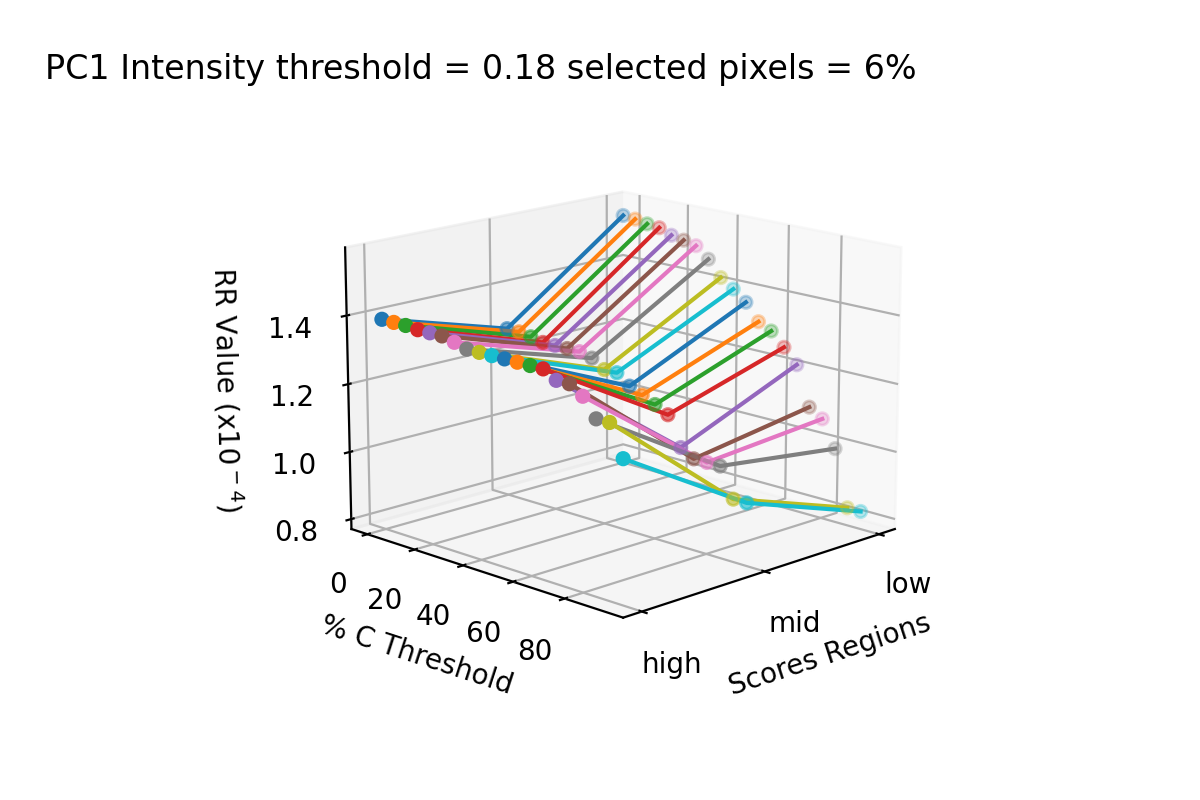 PC1 Intensity threshold = 0.18 selected pixels = 6%
RR Value (x10⁻⁴)
1.4
1.2
1.0
0.8
0
20
40
60
80
% C Threshold
high
mid
low
Scores Regions